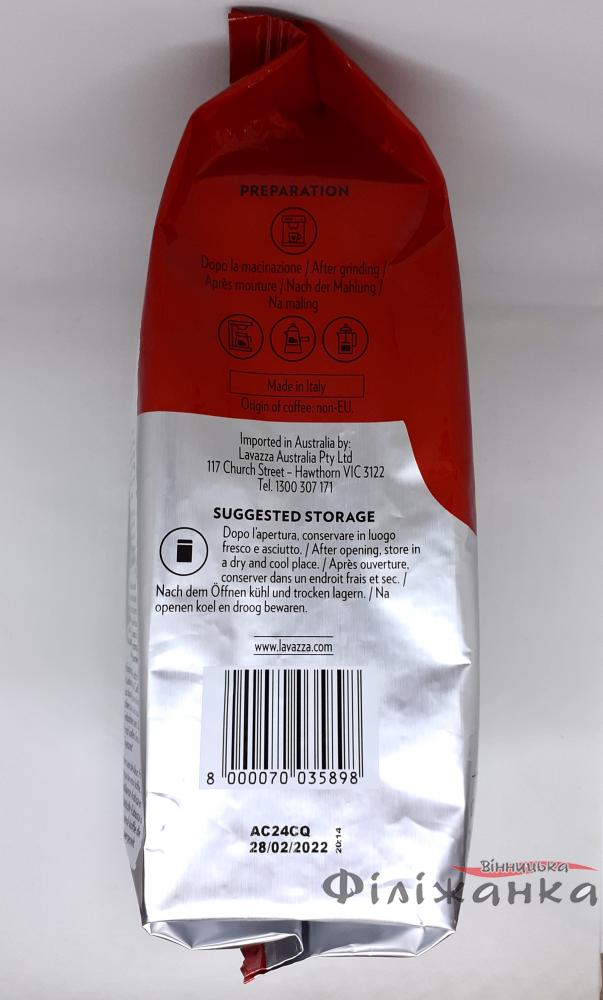 PREPARATION
Dopo la macinazione / After grinding /
Après mouture / Nach der Mahlung /
Na maling
Made in Italy
Origin of coffee: non-EU.
Imported in Australia by:
Lavazza Australia Pty Ltd
117 Church Street – Hawthorn VIC 3122
Tel. 1300 307 171
SUGGESTED STORAGE
Dopo l'apertura, conservare in luogo
fresco e asciutto. / After opening, store in
a dry and cool place. / Après ouverture,
conserver dans un endroit frais et sec. /
Nach dem Öffnen kühl und trocken lagern. / Na
openen koel en droog bewaren.
www.lavazza.com
8 000070 035898
AC24CQ
28/02/2022 20:14
Вінницька
Філіжанка